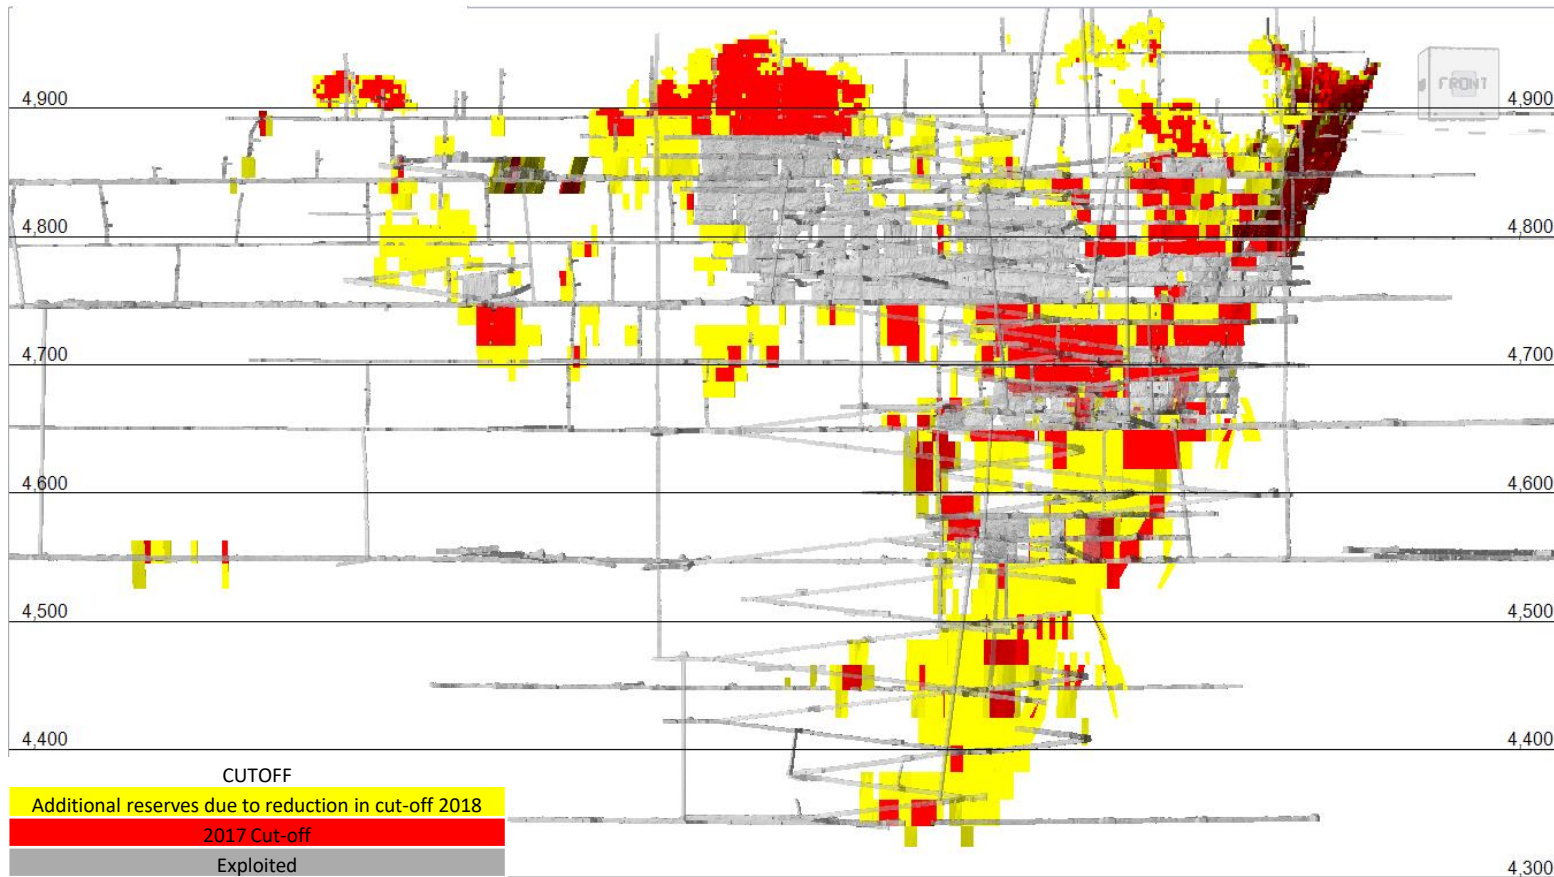 FRONT
4,900 4,900
4,800 4,800
4,700 4,700
4,600 4,600
4,500 4,500
4,400 4,400
CUTOFF
Additional reserves due to reduction in cut-off 2018
2017 Cut-off
Exploited
4,300